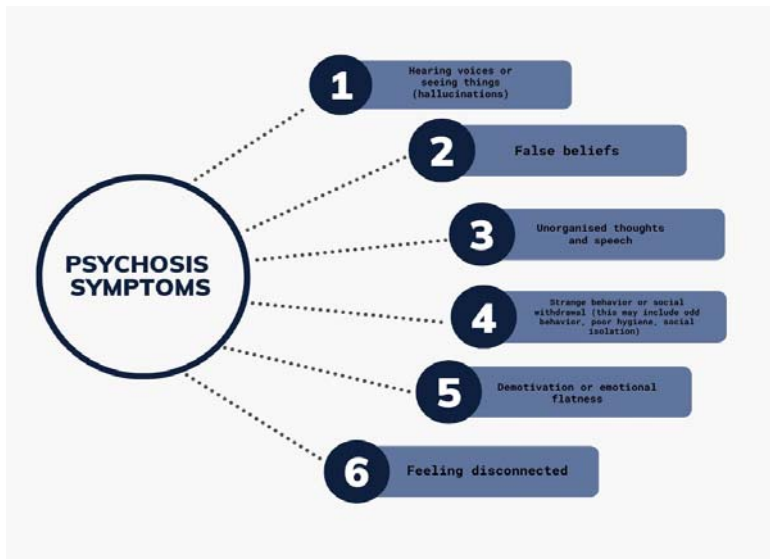 1
Hearing voices or
seeing things
(hallucinations)
2
False beliefs
3
Unorganised thoughts
and speech
PSYCHOSIS
SYMPTOMS
4
Strange behavior or social
withdrawal (this may include odd
behavior, poor hygiene, social
isolation)
5
Demotivation or emotional
flatness
6
Feeling disconnected